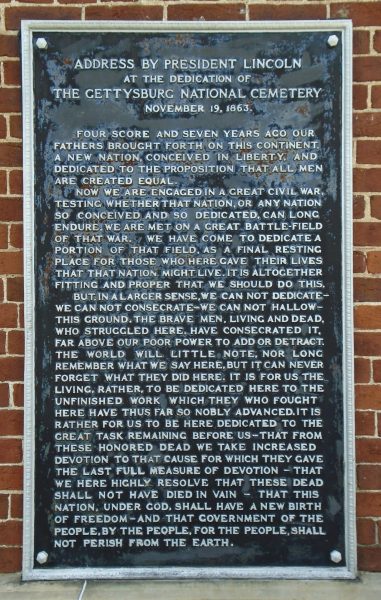 ADDRESS BY PRESIDENT LINCOLN
AT THE DEDICATION OF
THE GETTYSBURG NATIONAL CEMETERY
NOVEMBER 19, 1863.
FOUR SCORE AND SEVEN YEARS AGO OUR
FATHERS BROUGHT FORTH ON THIS CONTINENT,
A NEW NATION, CONCEIVED IN LIBERTY, AND
DEDICATED TO THE PROPOSITION THAT ALL MEN
ARE CREATED EQUAL.
NOW WE ARE ENGAGED IN A GREAT CIVIL WAR,
TESTING WHETHER THAT NATION, OR ANY NATION
SO CONCEIVED AND SO DEDICATED, CAN LONG
ENDURE. WE ARE MET ON A GREAT BATTLE-FIELD
OF THAT WAR. WE HAVE COME TO DEDICATE A
PORTION OF THAT FIELD, AS A FINAL RESTING
PLACE FOR THOSE WHO HERE GAVE THEIR LIVES
THAT THAT NATION MIGHT LIVE. IT IS ALTOGETHER
FITTING AND PROPER THAT WE SHOULD DO THIS.
BUT, IN A LARGER SENSE, WE CAN NOT DEDICATE–
WE CAN NOT CONSECRATE–WE CAN NOT HALLOW–
THIS GROUND. THE BRAVE MEN, LIVING AND DEAD,
WHO STRUGGLED HERE, HAVE CONSECRATED IT,
FAR ABOVE OUR POOR POWER TO ADD OR DETRACT.
THE WORLD WILL LITTLE NOTE, NOR LONG
REMEMBER WHAT WE SAY HERE, BUT IT CAN NEVER
FORGET WHAT THEY DID HERE. IT IS FOR US THE
LIVING, RATHER, TO BE DEDICATED HERE TO THE
UNFINISHED WORK WHICH THEY WHO FOUGHT
HERE HAVE THUS FAR SO NOBLY ADVANCED. IT IS
RATHER FOR US TO BE HERE DEDICATED TO THE
GREAT TASK REMAINING BEFORE US–THAT FROM
THESE HONORED DEAD WE TAKE INCREASED
DEVOTION TO THAT CAUSE FOR WHICH THEY GAVE
THE LAST FULL MEASURE OF DEVOTION – THAT
WE HERE HIGHLY RESOLVE THAT THESE DEAD
SHALL NOT HAVE DIED IN VAIN – THAT THIS
NATION, UNDER GOD, SHALL HAVE A NEW BIRTH
OF FREEDOM–AND THAT GOVERNMENT OF THE
PEOPLE, BY THE PEOPLE, FOR THE PEOPLE, SHALL
NOT PERISH FROM THE EARTH.